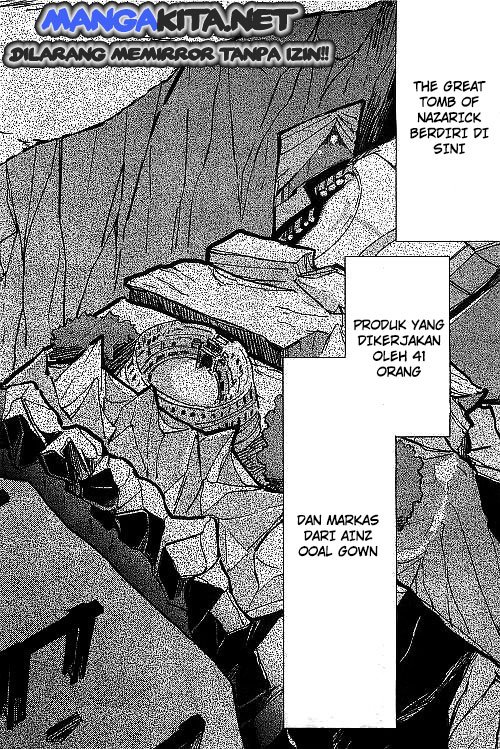 MANGAKITA.NET
DILARANG MEMIRROR TANPA IZIN!!
THE GREAT
TOMB OF
NAZARICK
BERDIRI DI
SINI
PRODUK YANG
DIKERJAKAN
OLEH 41
ORANG
DAN MARKAS
DARI AINZ
OOAL GOWN